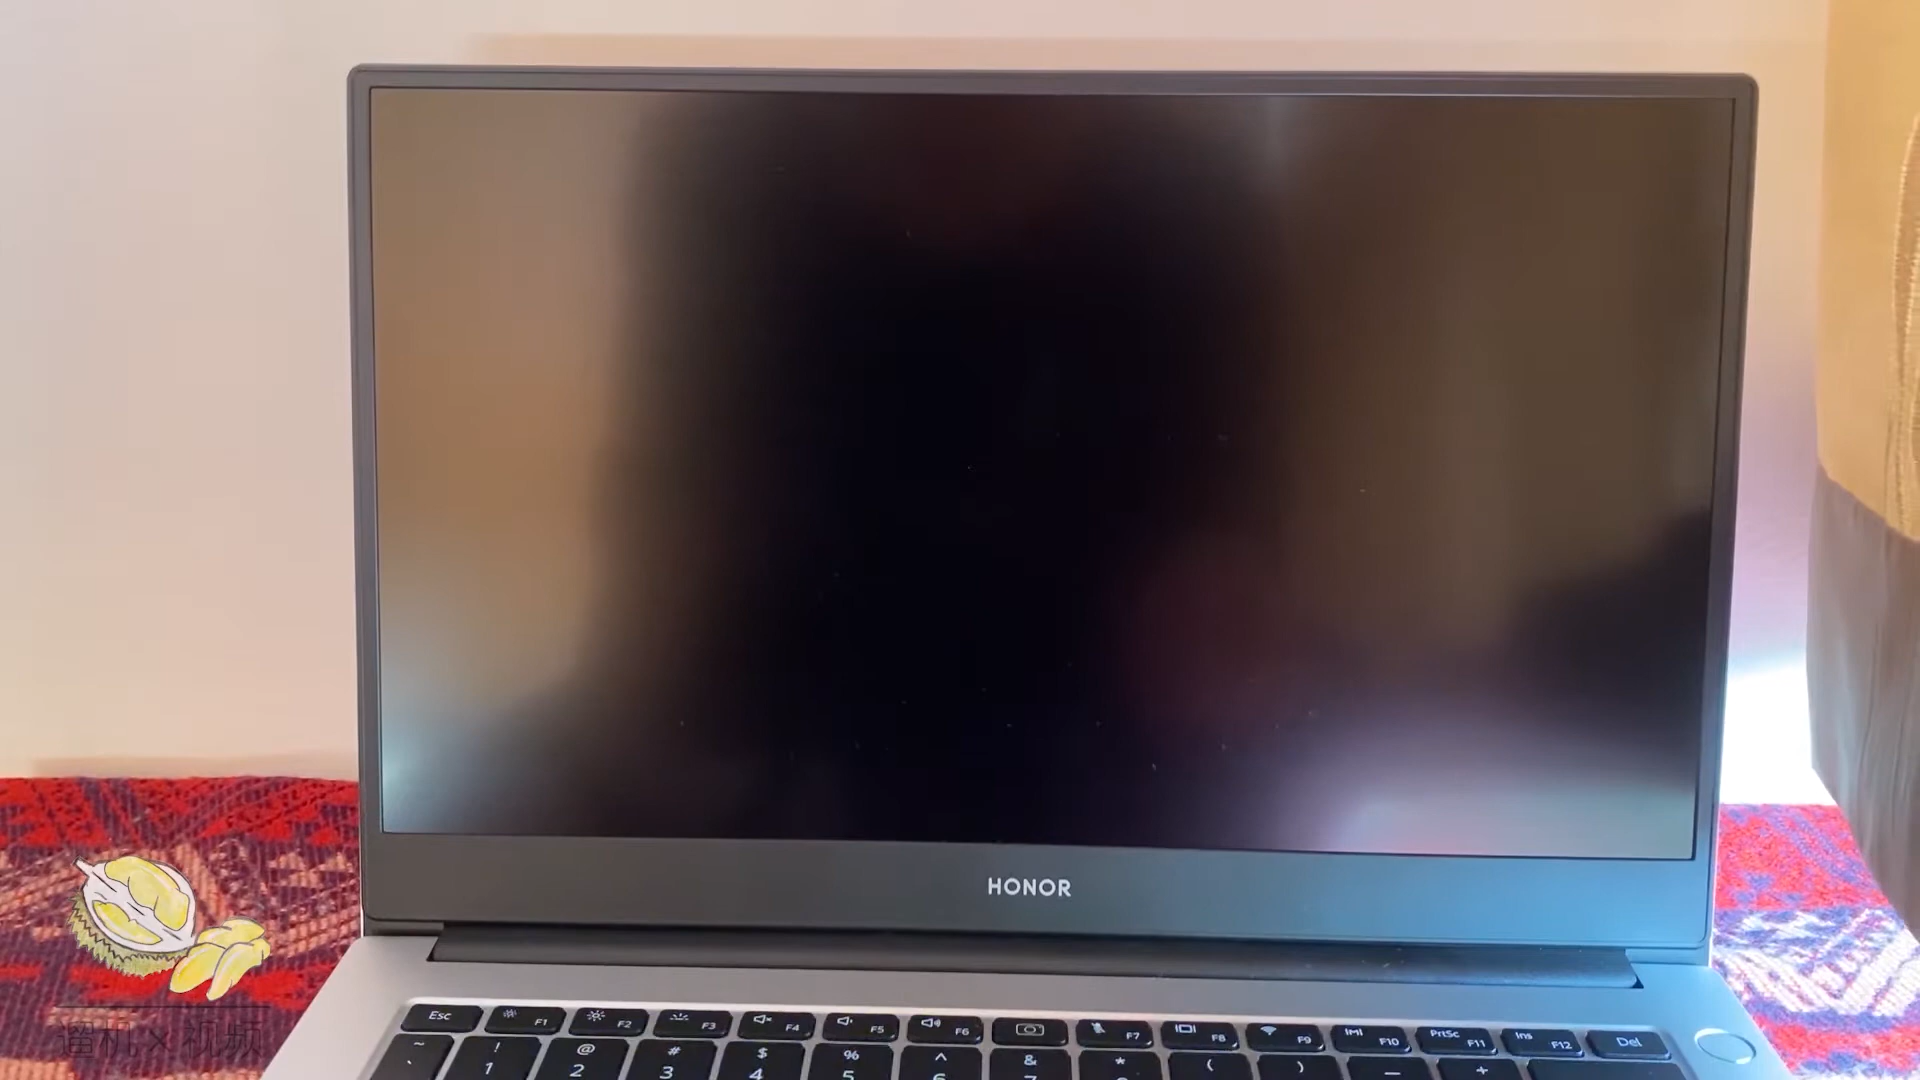 HONOR
Esc F1 F2 F3 F4 F5 F6 F7 F8 F9 F10 PrtSc F11 Ins F12 Del
~ ! @ # $ % ^ & * ( ) — +
` 1 2 3 4 5 6 7
溜机 × 视频